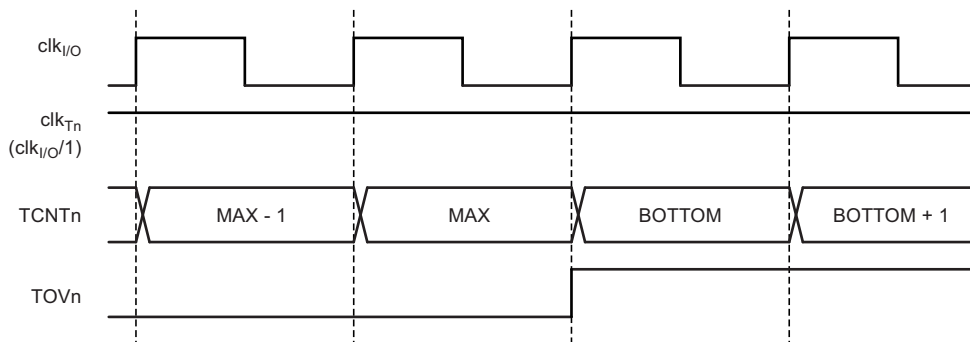 clkI/O
clkTn
(clkI/O/1)
TCNTn MAX - 1 MAX BOTTOM BOTTOM + 1
TOVn